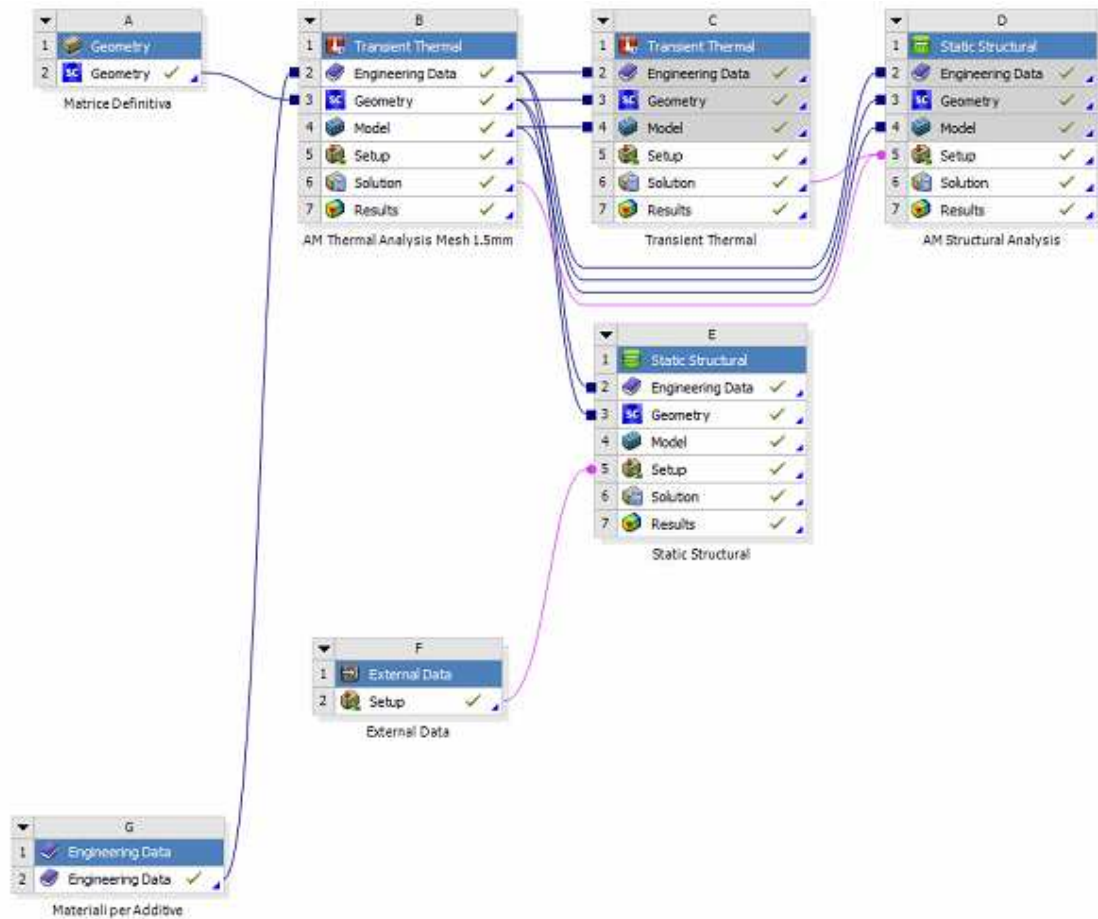 A
1 Geometry
2 SC Geometry
Matrice Definitiva
B
1 Transient Thermal
2 Engineering Data
3 SC Geometry
4 Model
5 Setup
6 Solution
7 Results
AM Thermal Analysis Mesh 1.5mm
C
1 Transient Thermal
2 Engineering Data
3 SC Geometry
4 Model
5 Setup
6 Solution
7 Results
Transient Thermal
D
1 Static Structural
2 Engineering Data
3 SC Geometry
4 Model
5 Setup
6 Solution
7 Results
AM Structural Analysis
E
1 Static Structural
2 Engineering Data
3 SC Geometry
4 Model
5 Setup
6 Solution
7 Results
Static Structural
F
1 External Data
2 Setup
External Data
G
1 Engineering Data
2 Engineering Data
Materiali per Additive